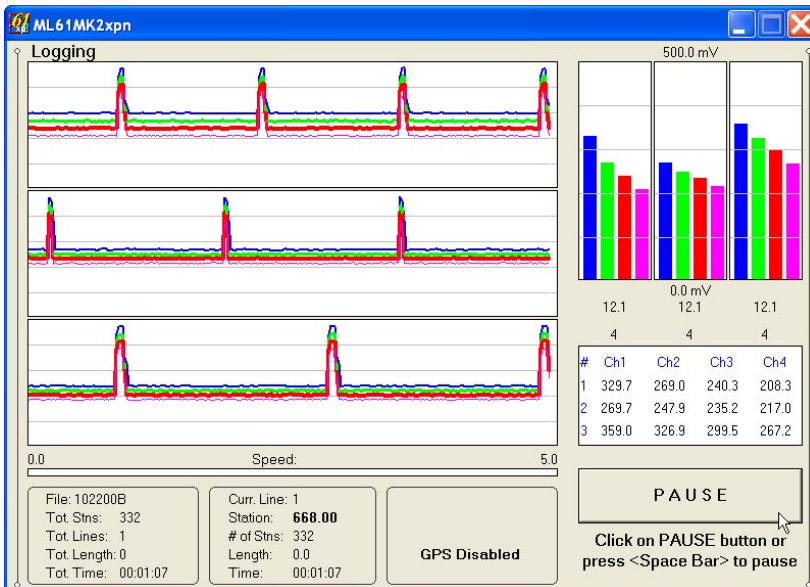 ML61MK2xpn
Logging
500.0 mV
0.0 mV
12.1 12.1 12.1
4 4 4
# Ch1 Ch2 Ch3 Ch4
1 329.7 269.0 240.3 208.3
2 269.7 247.9 235.2 217.0
3 359.0 326.9 299.5 267.2
0.0 Speed: 5.0
File: 102200B
Tot. Stns: 332
Tot. Lines: 1
Tot. Length: 0
Tot. Time: 00:01:07
Curr. Line: 1
Station: 668.00
# of Stns: 332
Length: 0.0
Time: 00:01:07
GPS Disabled
PAUSE
Click on PAUSE button or
press <Space Bar> to pause